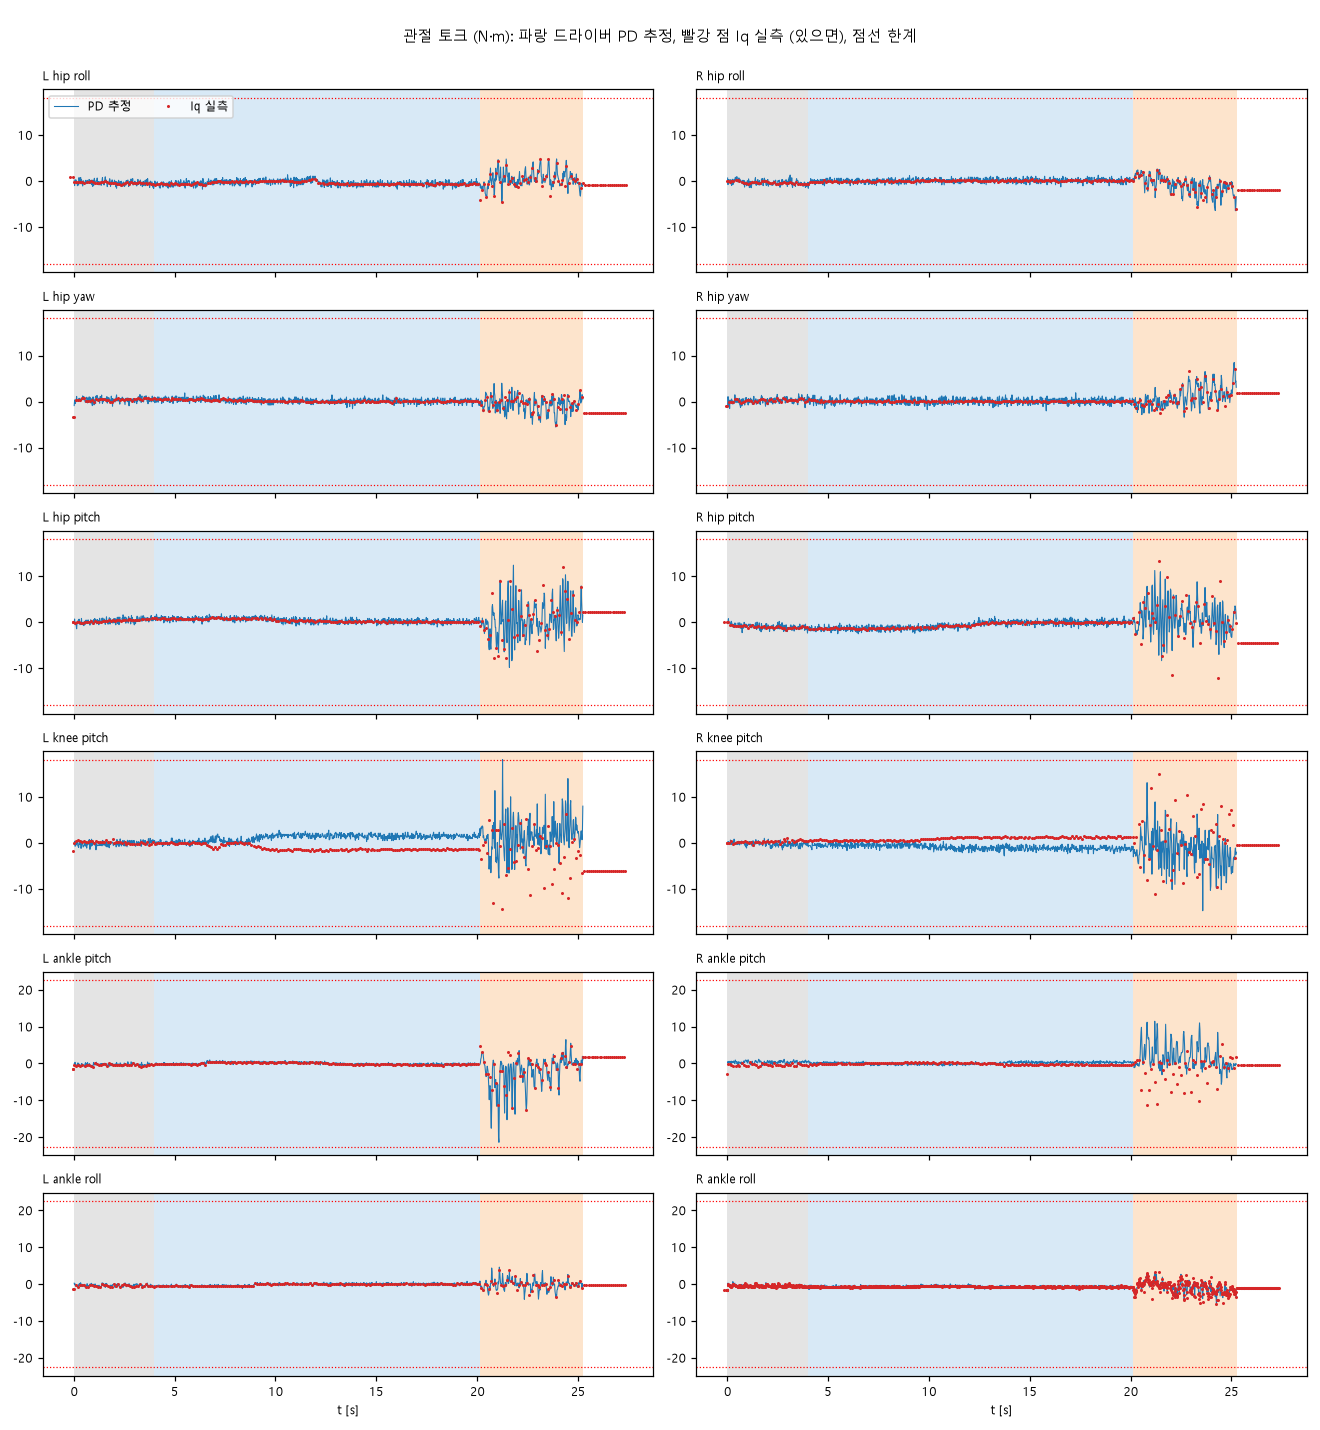 관절 토크 (N·m): 파랑 드라이버 PD 추정, 빨강 점 Iq 실측 (있으면), 점선 한계
L hip roll
R hip roll
PD 추정
Iq 실측
10
0
-10
10
0
-10
L hip yaw
R hip yaw
10
0
-10
10
0
-10
L hip pitch
R hip pitch
10
0
-10
10
0
-10
L knee pitch
R knee pitch
10
0
-10
10
0
-10
L ankle pitch
R ankle pitch
20
10
0
-10
-20
20
10
0
-10
-20
L ankle roll
R ankle roll
20
10
0
-10
-20
20
10
0
-10
-20
0 5 10 15 20 25
0 5 10 15 20 25
t [s]
t [s]